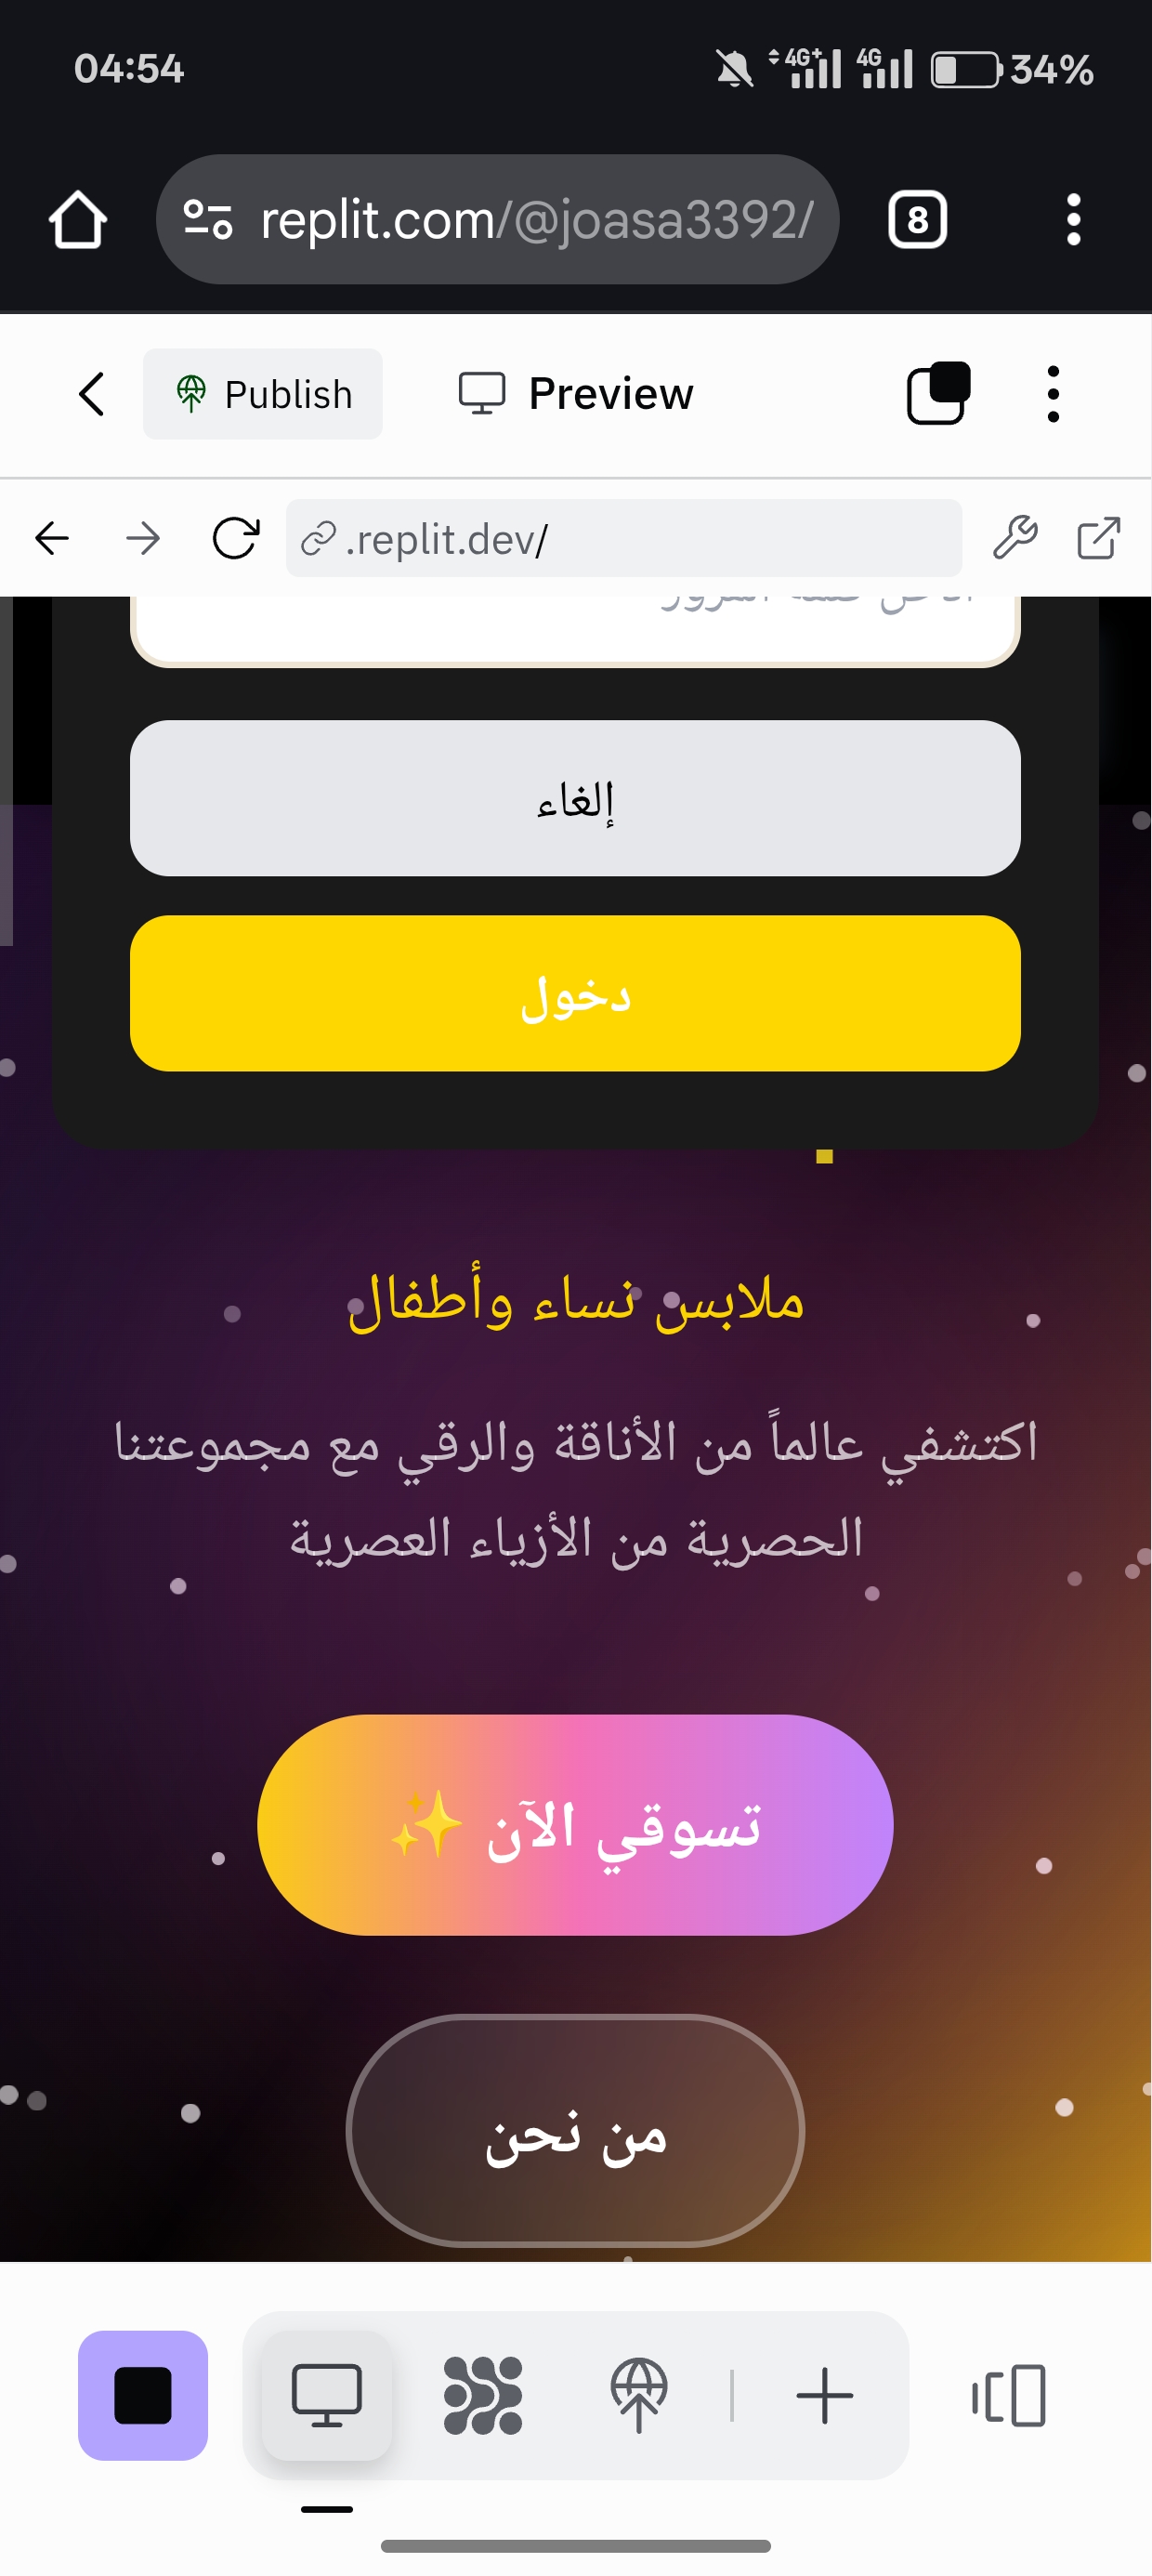 04:54
4G+ 4G 34%
replit.com/@joasa3392/
8
Publish
Preview
.replit.dev/
إلغاء
دخول
ملابس نساء وأطفال
اكتشفي عالماً من الأناقة والرقي مع مجموعتنا
الحصرية من الأزياء العصرية
تسوقي الآن ✨
من نحن